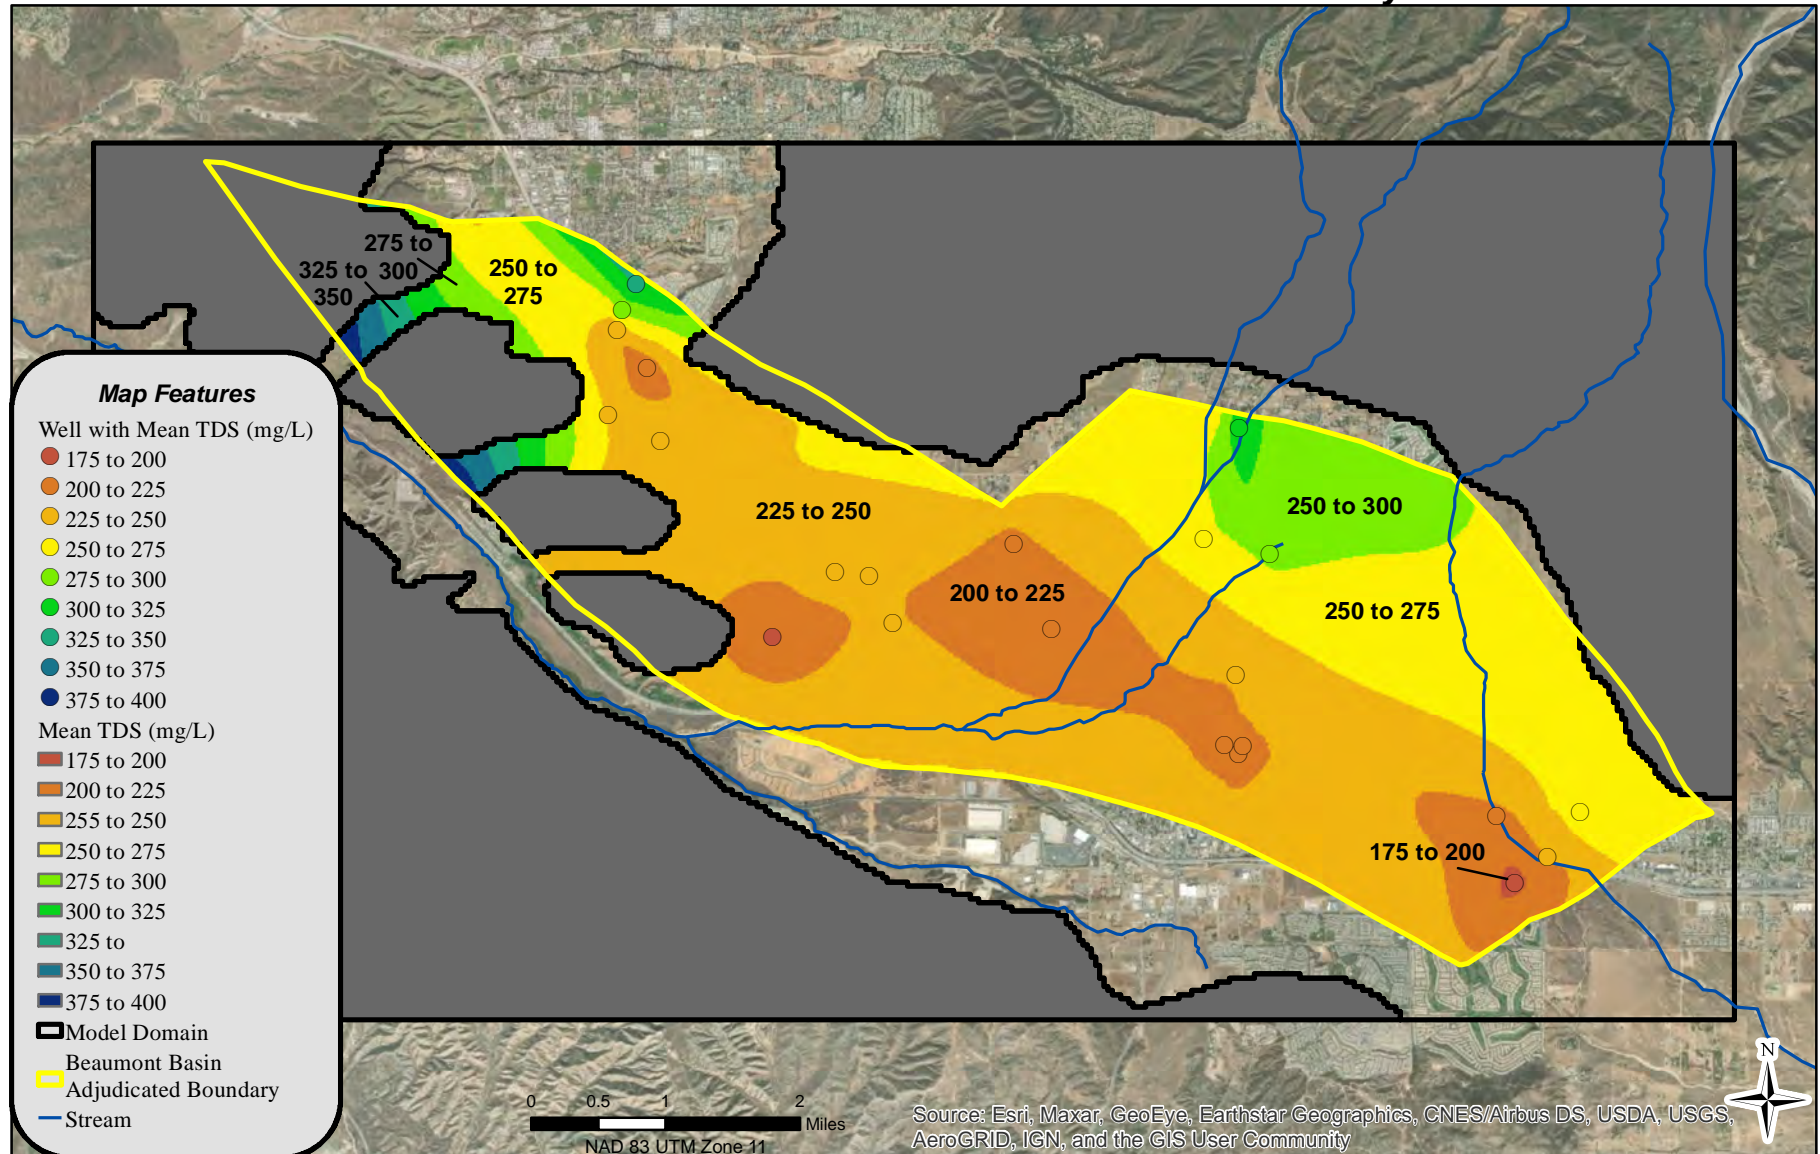 275 to
300
325 to
350
250 to
275
225 to 250
200 to 225
250 to 300
250 to 275
175 to 200
Map Features
Well with Mean TDS (mg/L)
175 to 200
200 to 225
225 to 250
250 to 275
275 to 300
300 to 325
325 to 350
350 to 375
375 to 400
Mean TDS (mg/L)
175 to 200
200 to 225
255 to 250
250 to 275
275 to 300
300 to 325
325 to
350 to 375
375 to 400
Model Domain
Beaumont Basin
Adjudicated Boundary
Stream
0 0.5 1 2
Miles
NAD 83 UTM Zone 11
Source: Esri, Maxar, GeoEye, Earthstar Geographics, CNES/Airbus DS, USDA, USGS,
AeroGRID, IGN, and the GIS User Community
N